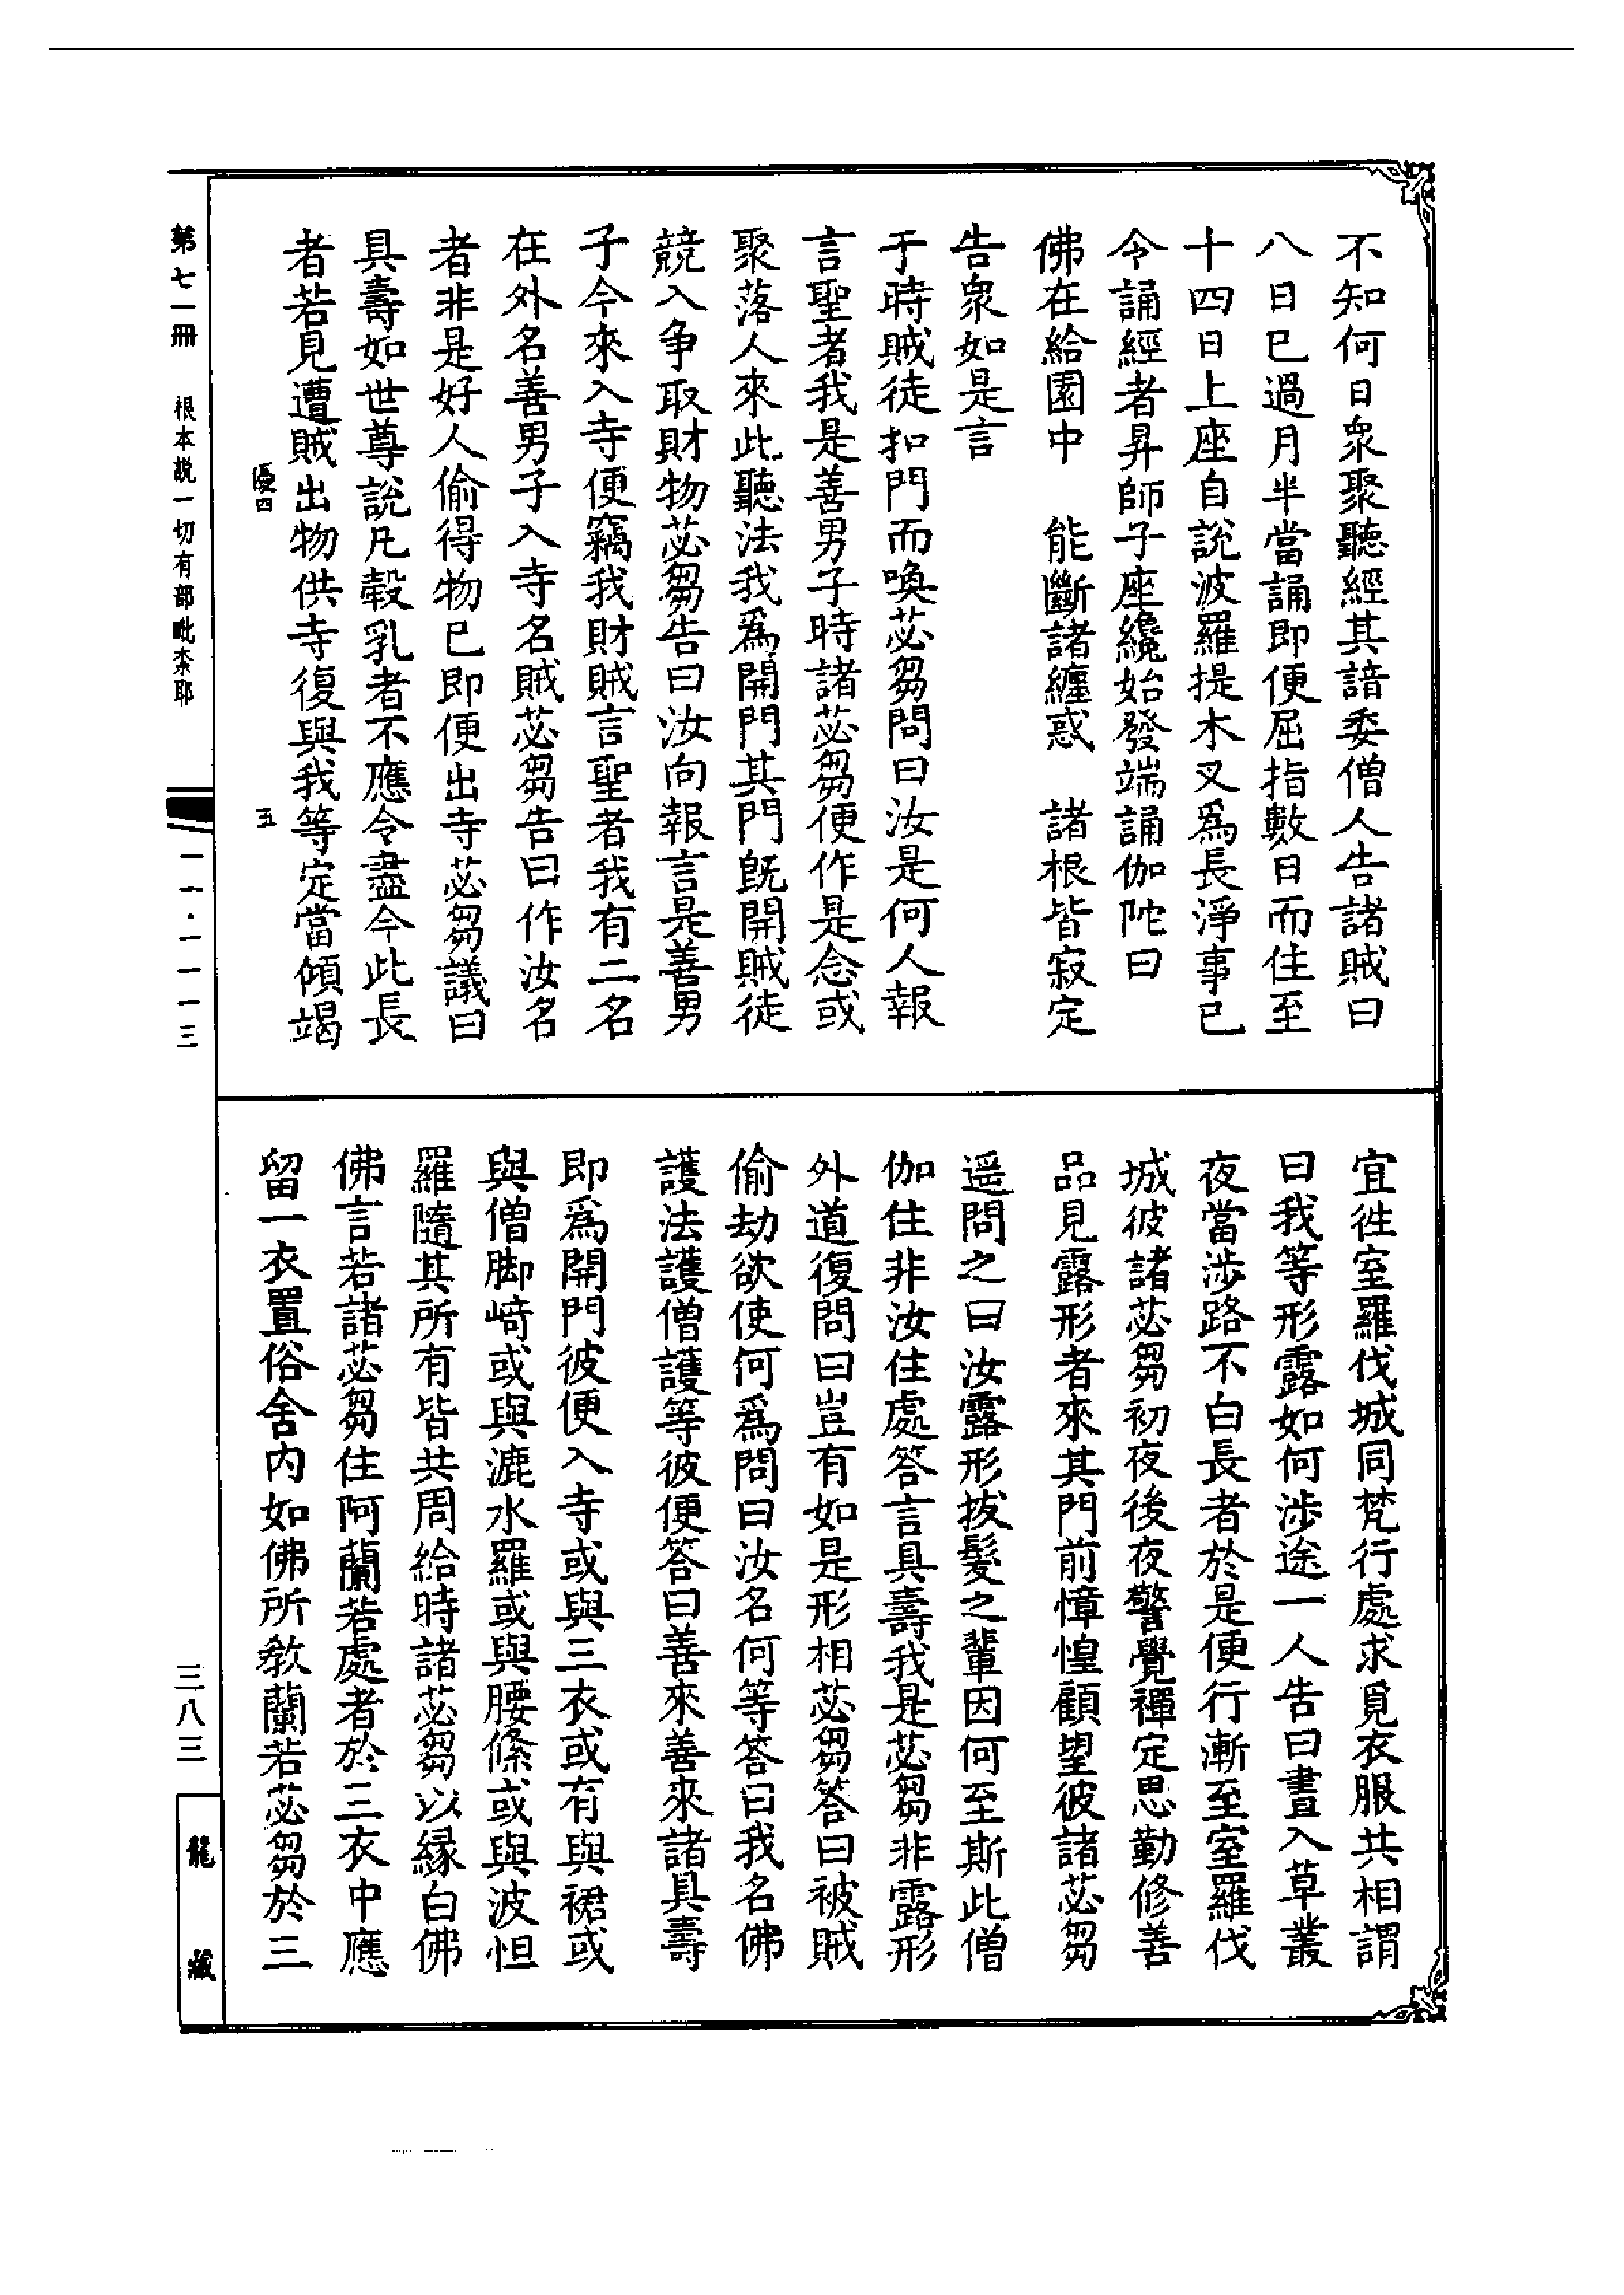 不知何日衆聚聽經其諳委僧人告諸賊曰
八日已過月半當誦即便屈指數日而住至
十四日上座自說波羅提木叉爲長淨事已
令誦經者昇師子座纔始發端誦伽陀曰
佛在給園中　能斷諸纏惑　諸根皆寂定
告衆如是言
于時賊徒扣門而喚苾芻問曰汝是何人報
言聖者我是善男子時諸苾芻便作是念或
聚落人來此聽法我爲開門其門旣開賊徒
競入争取財物苾芻告曰汝向報言是善男
子今來入寺便竊我財賊言聖者我有二名
在外名善男子入寺名賊苾芻告曰作汝名
者非是好人偷得物已即便出寺苾芻議曰
具壽如世尊說凡𣫘乳者不應令盡今此長
者若見遭賊出物供寺復與我等定當傾竭
優四　五
宜徃室羅伐城同梵行處求覓衣服共相謂
曰我等形露如何涉途一人告曰晝入草叢
夜當涉路不白長者於是便行漸至室羅伐
城彼諸苾芻初夜後夜警覺禪定思勤修善
品見露形者來其門前慞惶顧望彼諸苾芻
遥問之曰汝露形拔髮之輩因何至斯此僧
伽住非汝住處答言具壽我是苾芻非露形
外道復問曰豈有如是形相苾芻答曰被賊
偷劫欲使何爲問曰汝名何等答曰我名佛
護法護僧護等彼便答曰善來善來諸具壽
即爲開門彼便入寺或與三衣或有與裙或
與僧脚崎或與漉水羅或與腰絛或與波怛
羅隨其所有皆共周給時諸苾芻以緣白佛
佛言若諸苾芻住阿蘭若處者於三衣中應
留一衣置俗舍内如佛所教蘭若苾芻於三
第七一冊　根本説一切有部毗柰耶
一一·一一一三
三八三
龍藏